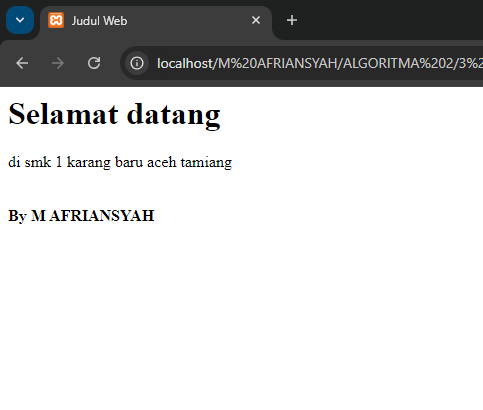 Judul Web
localhost/M%20AFRIANSYAH/ALGORITMA%202/3%2
Selamat datang
di smk 1 karang baru aceh tamiang
By M AFRIANSYAH